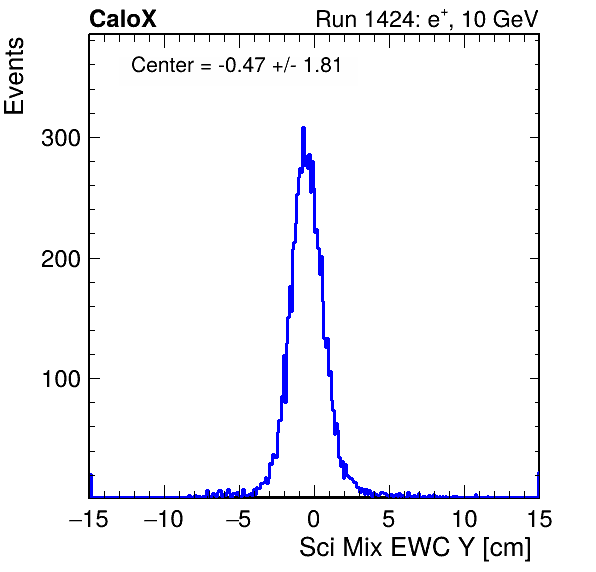 CaloX Run 1424: e⁺, 10 GeV
Center = -0.47 +/- 1.81
Events
300
200
100
−15 −10 −5 0 5 10 15
Sci Mix EWC Y [cm]